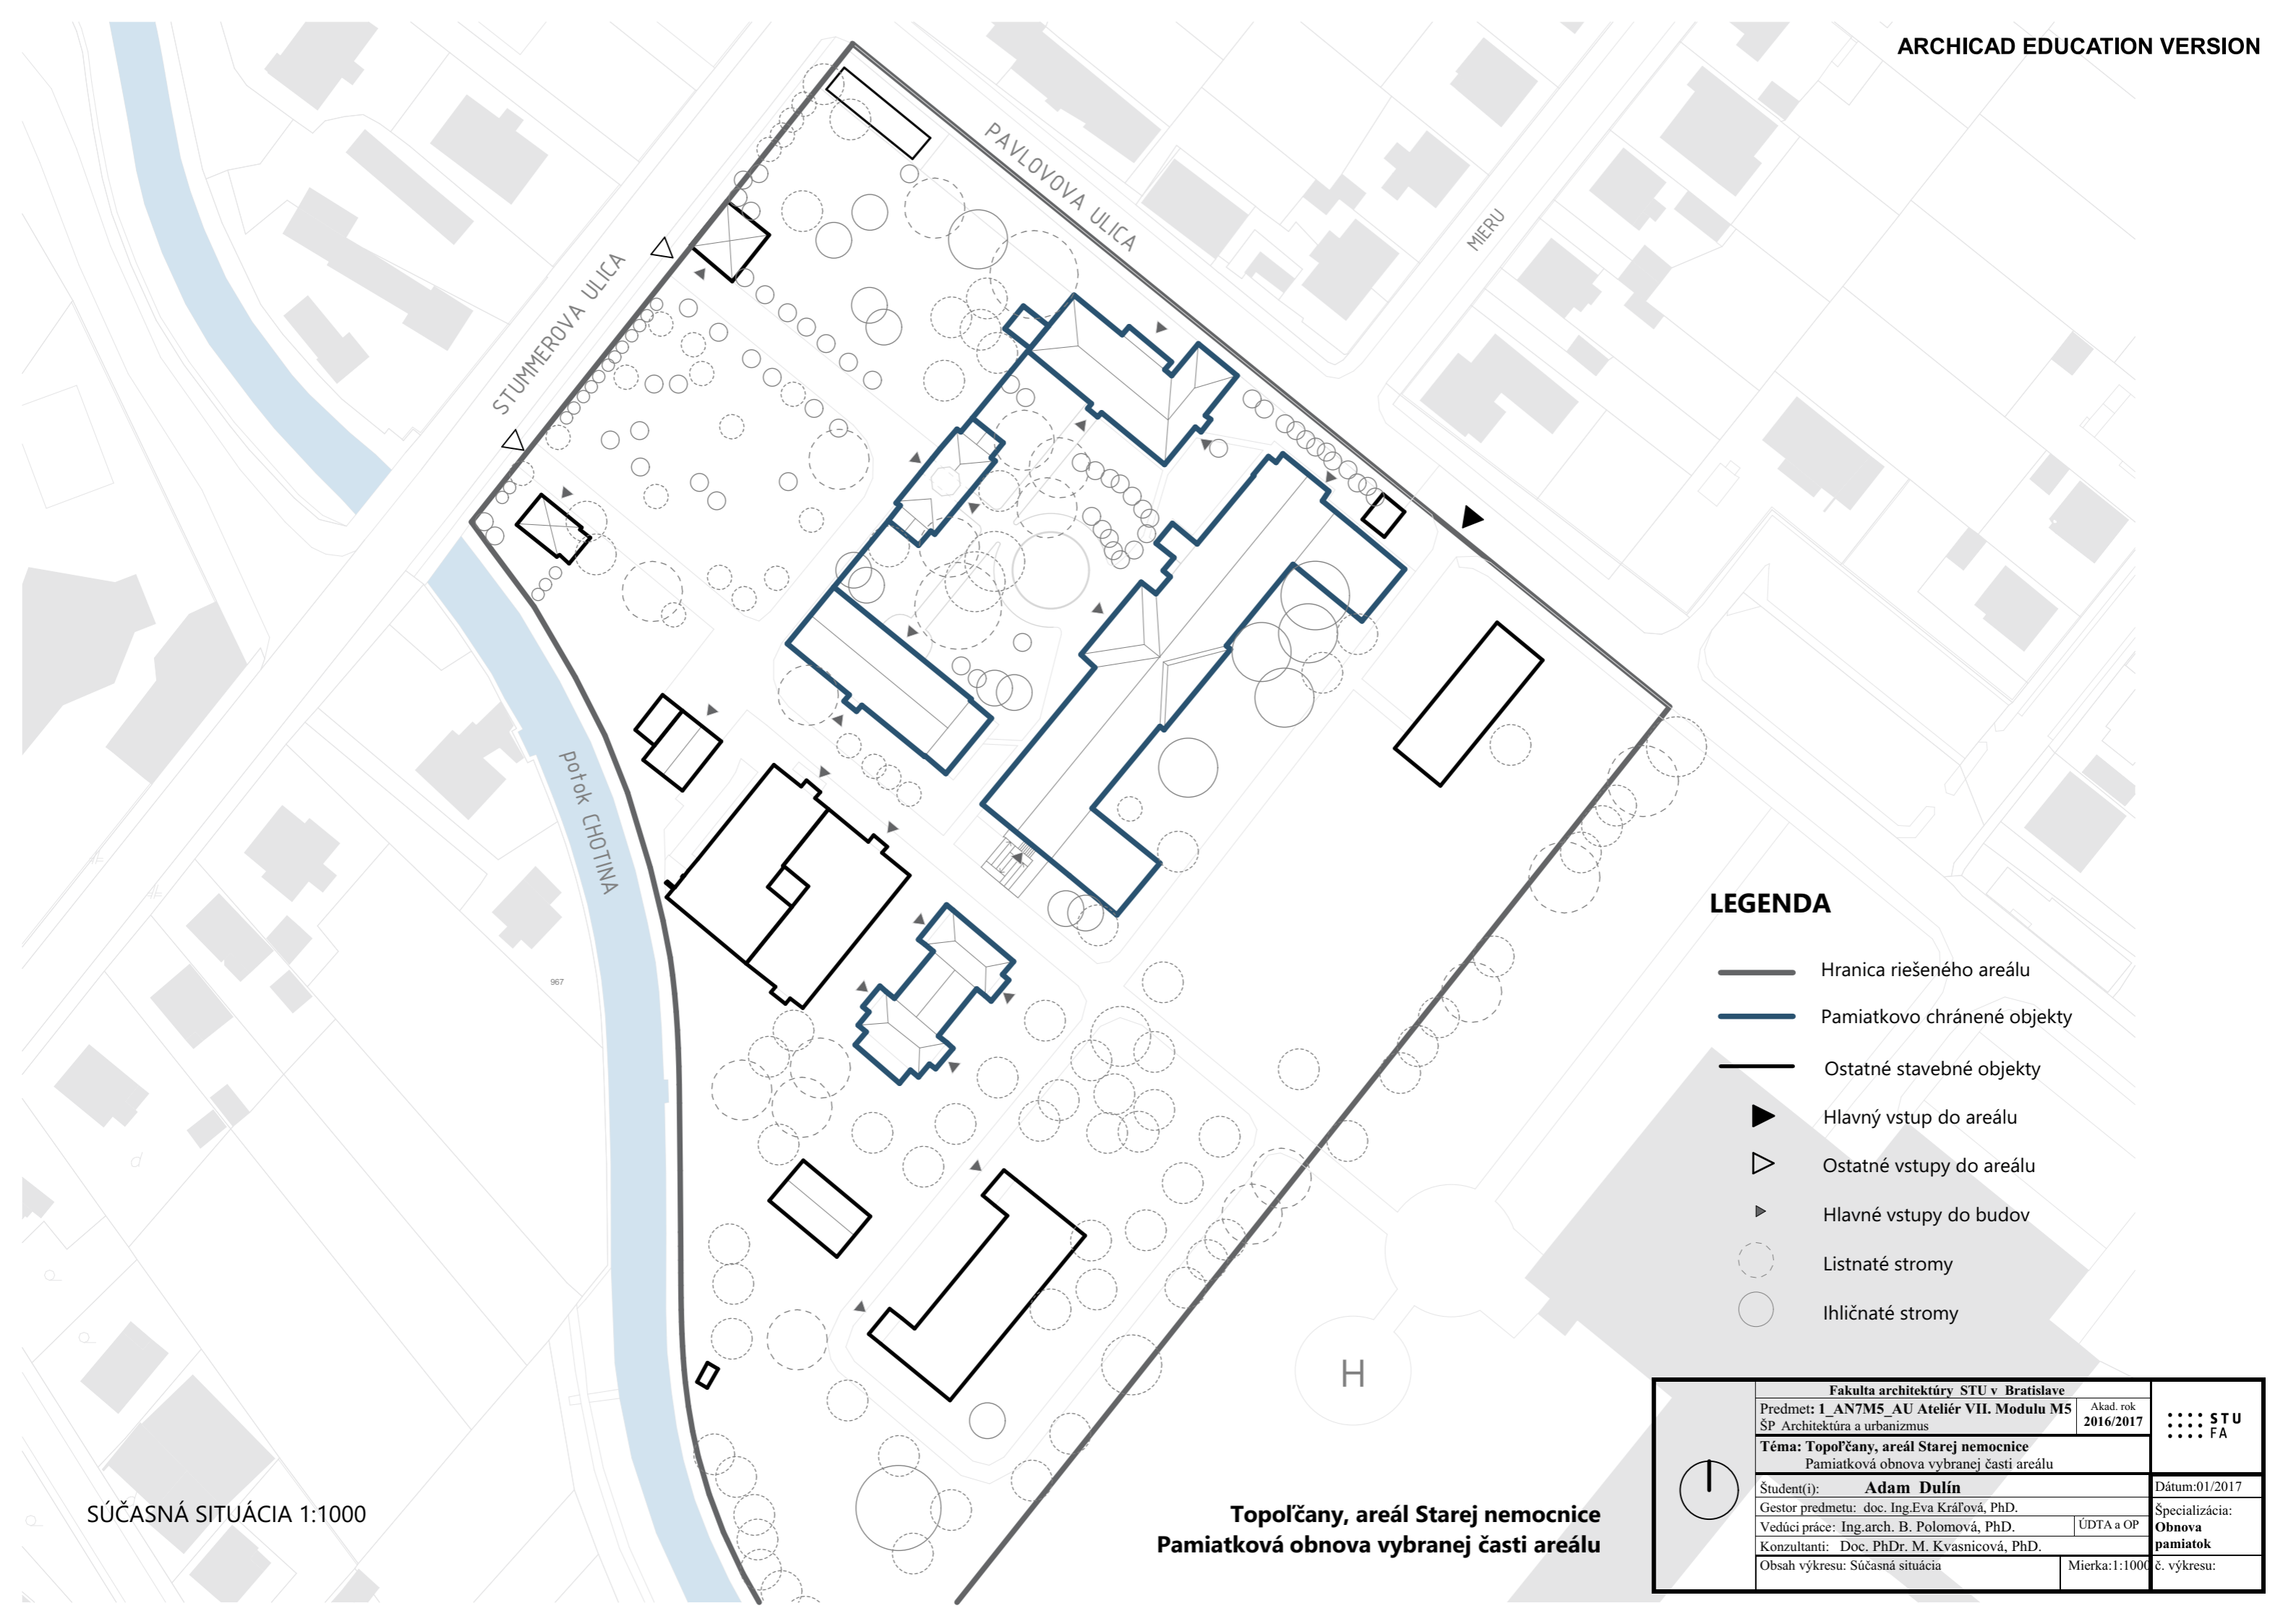 ARCHICAD EDUCATION VERSION
PAVLOVOVA ULICA
MIERU
STUMMEROVA ULICA
potok CHOTINA
967
H
LEGENDA
Hranica riešeného areálu
Pamiatkovo chránené objekty
Ostatné stavebné objekty
Hlavný vstup do areálu
Ostatné vstupy do areálu
Hlavné vstupy do budov
Listnaté stromy
Ihličnaté stromy
SÚČASNÁ SITUÁCIA 1:1000
Topoľčany, areál Starej nemocnice
Pamiatková obnova vybranej časti areálu
Fakulta architektúry STU v Bratislave
Predmet: 1_AN7M5_AU Ateliér VII. Modulu M5
ŠP Architektúra a urbanizmus
Akad. rok
2016/2017
STU
FA
Téma: Topoľčany, areál Starej nemocnice
Pamiatková obnova vybranej časti areálu
Študent(i): Adam Dulín
Dátum:01/2017
Gestor predmetu: doc. Ing.Eva Kráľová, PhD.
Vedúci práce: Ing.arch. B. Polomová, PhD.
ÚDTA a OP
Konzultanti: Doc. PhDr. M. Kvasnicová, PhD.
Špecializácia:
Obnova
pamiatok
Obsah výkresu: Súčasná situácia
Mierka:1:1000
č. výkresu: